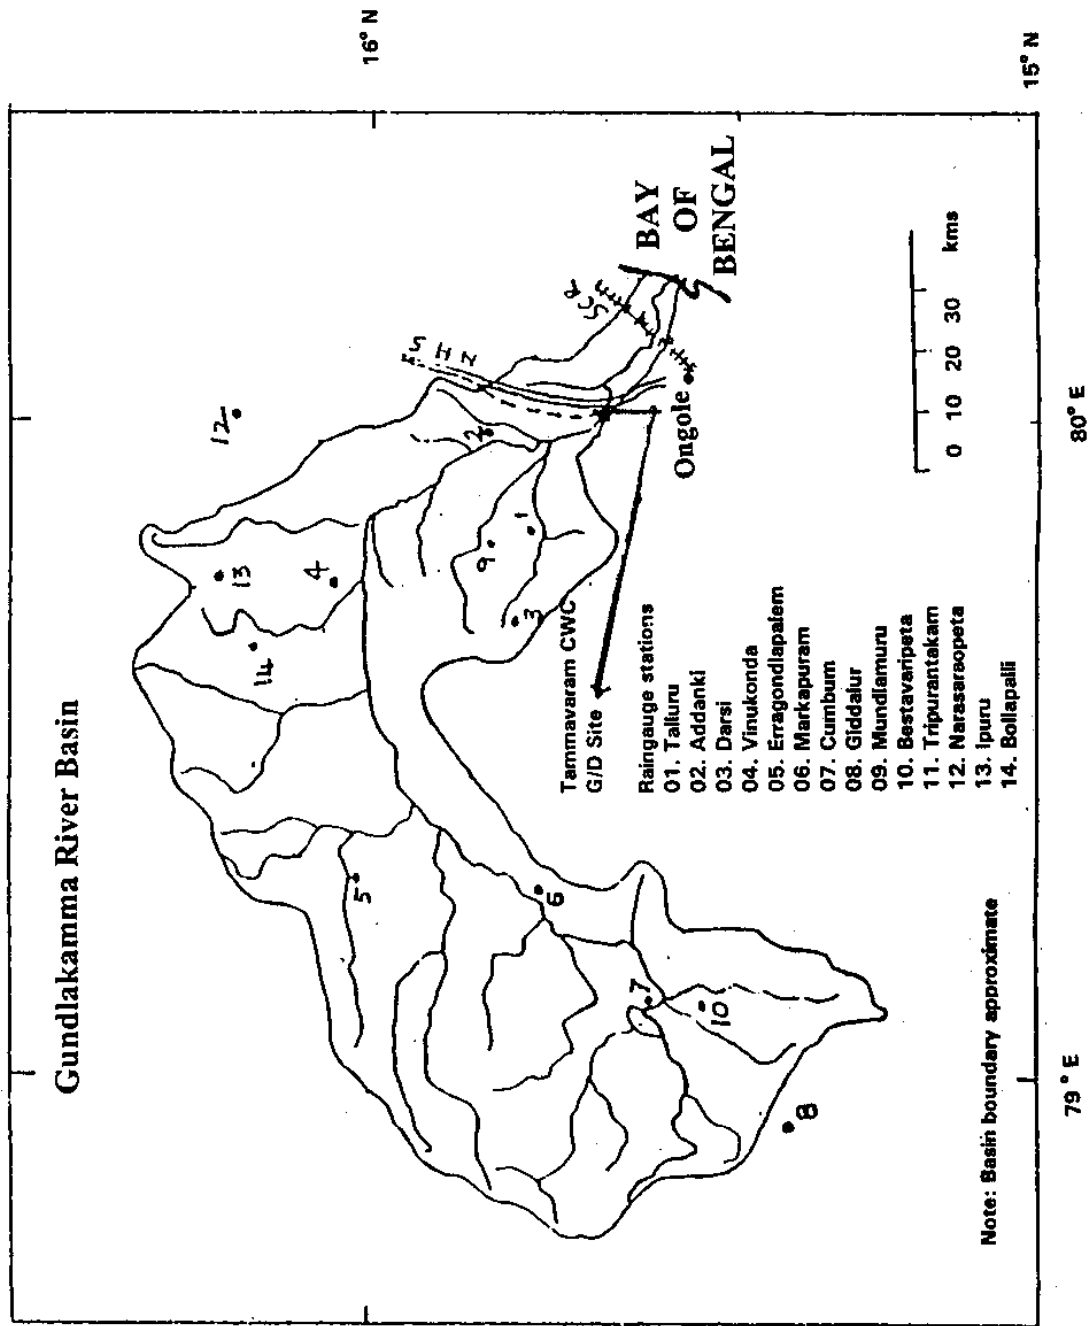 Gundlakamma River Basin
16° N
15° N
12
13
4
14
5
2
9
1
3
6
7
10
8
NH5
SCR
BAY
OF
BENGAL
Ongole
Tammavaram CWC
G/D Site
Raingauge stations
01. Talluru
02. Addanki
03. Darsi
04. Vinukonda
05. Erragondlapalem
06. Markapuram
07. Cumbum
08. Giddalur
09. Mundlamuru
10. Bestavaripeta
11. Tripurantakam
12. Narasaraopeta
13. Ipuru
14. Bollapalli
0 10 20 30 kms
Note: Basin boundary approximate
79° E
80° E